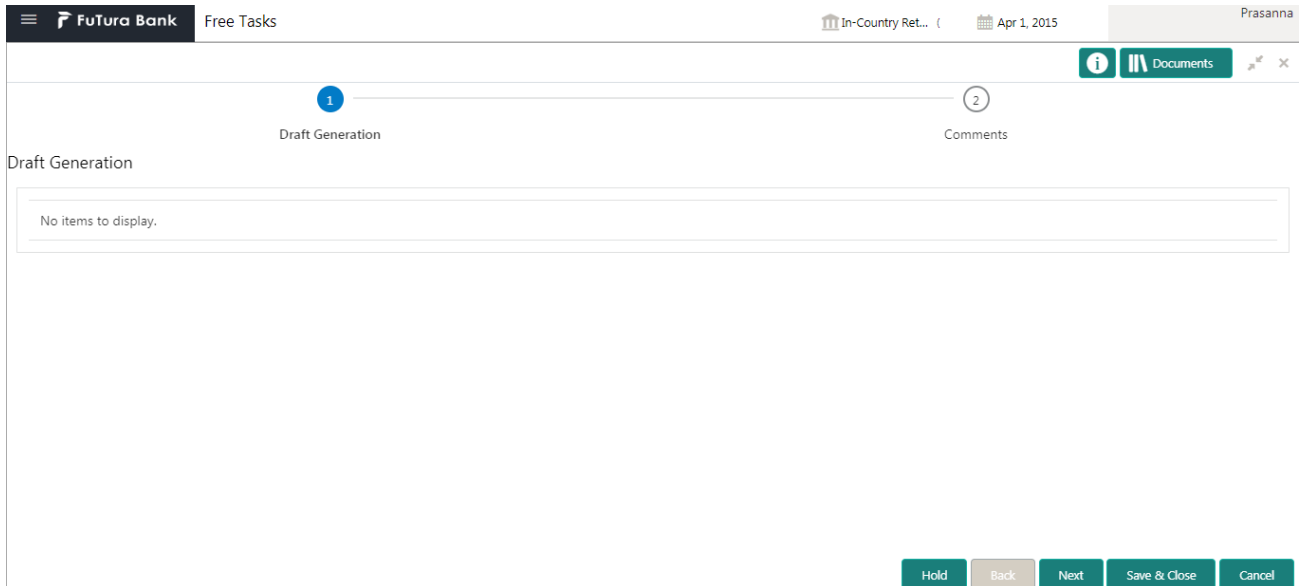 FuTura Bank Free Tasks In-Country Ret... ( Apr 1, 2015 Prasanna
i Documents
1 2
Draft Generation Comments
Draft Generation
No items to display.
Hold Back Next Save & Close Cancel